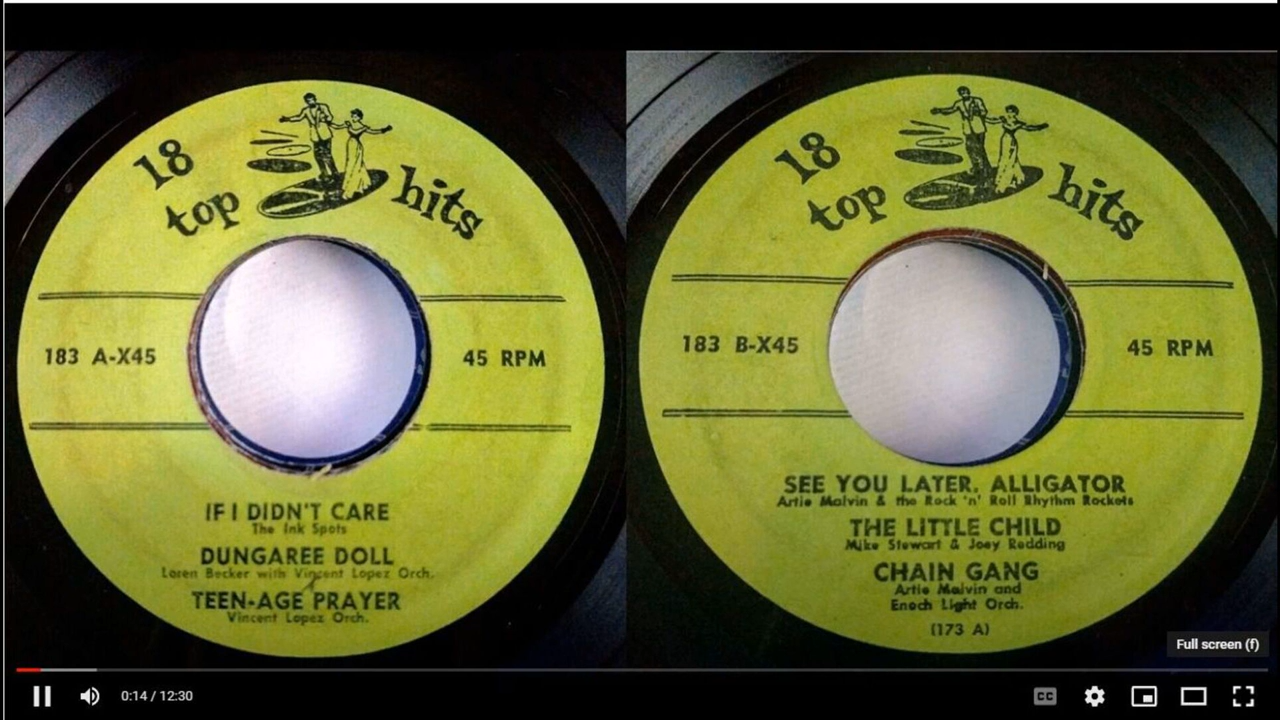 18
top hits
183 A-X45
45 RPM
IF I DIDN'T CARE
The Ink Spots
DUNGAREE DOLL
Loren Becker with Vincent Lopez Orch.
TEEN-AGE PRAYER
Vincent Lopez Orch.
18
top hits
183 B-X45
45 RPM
SEE YOU LATER, ALLIGATOR
Artie Malvin & the Rock 'n' Roll Rhythm Rockets
THE LITTLE CHILD
Mike Stewart & Joey Redding
CHAIN GANG
Artie Malvin and
Enoch Light Orch.
(173 A)
Full screen (f)
0:14 / 12:30
CC